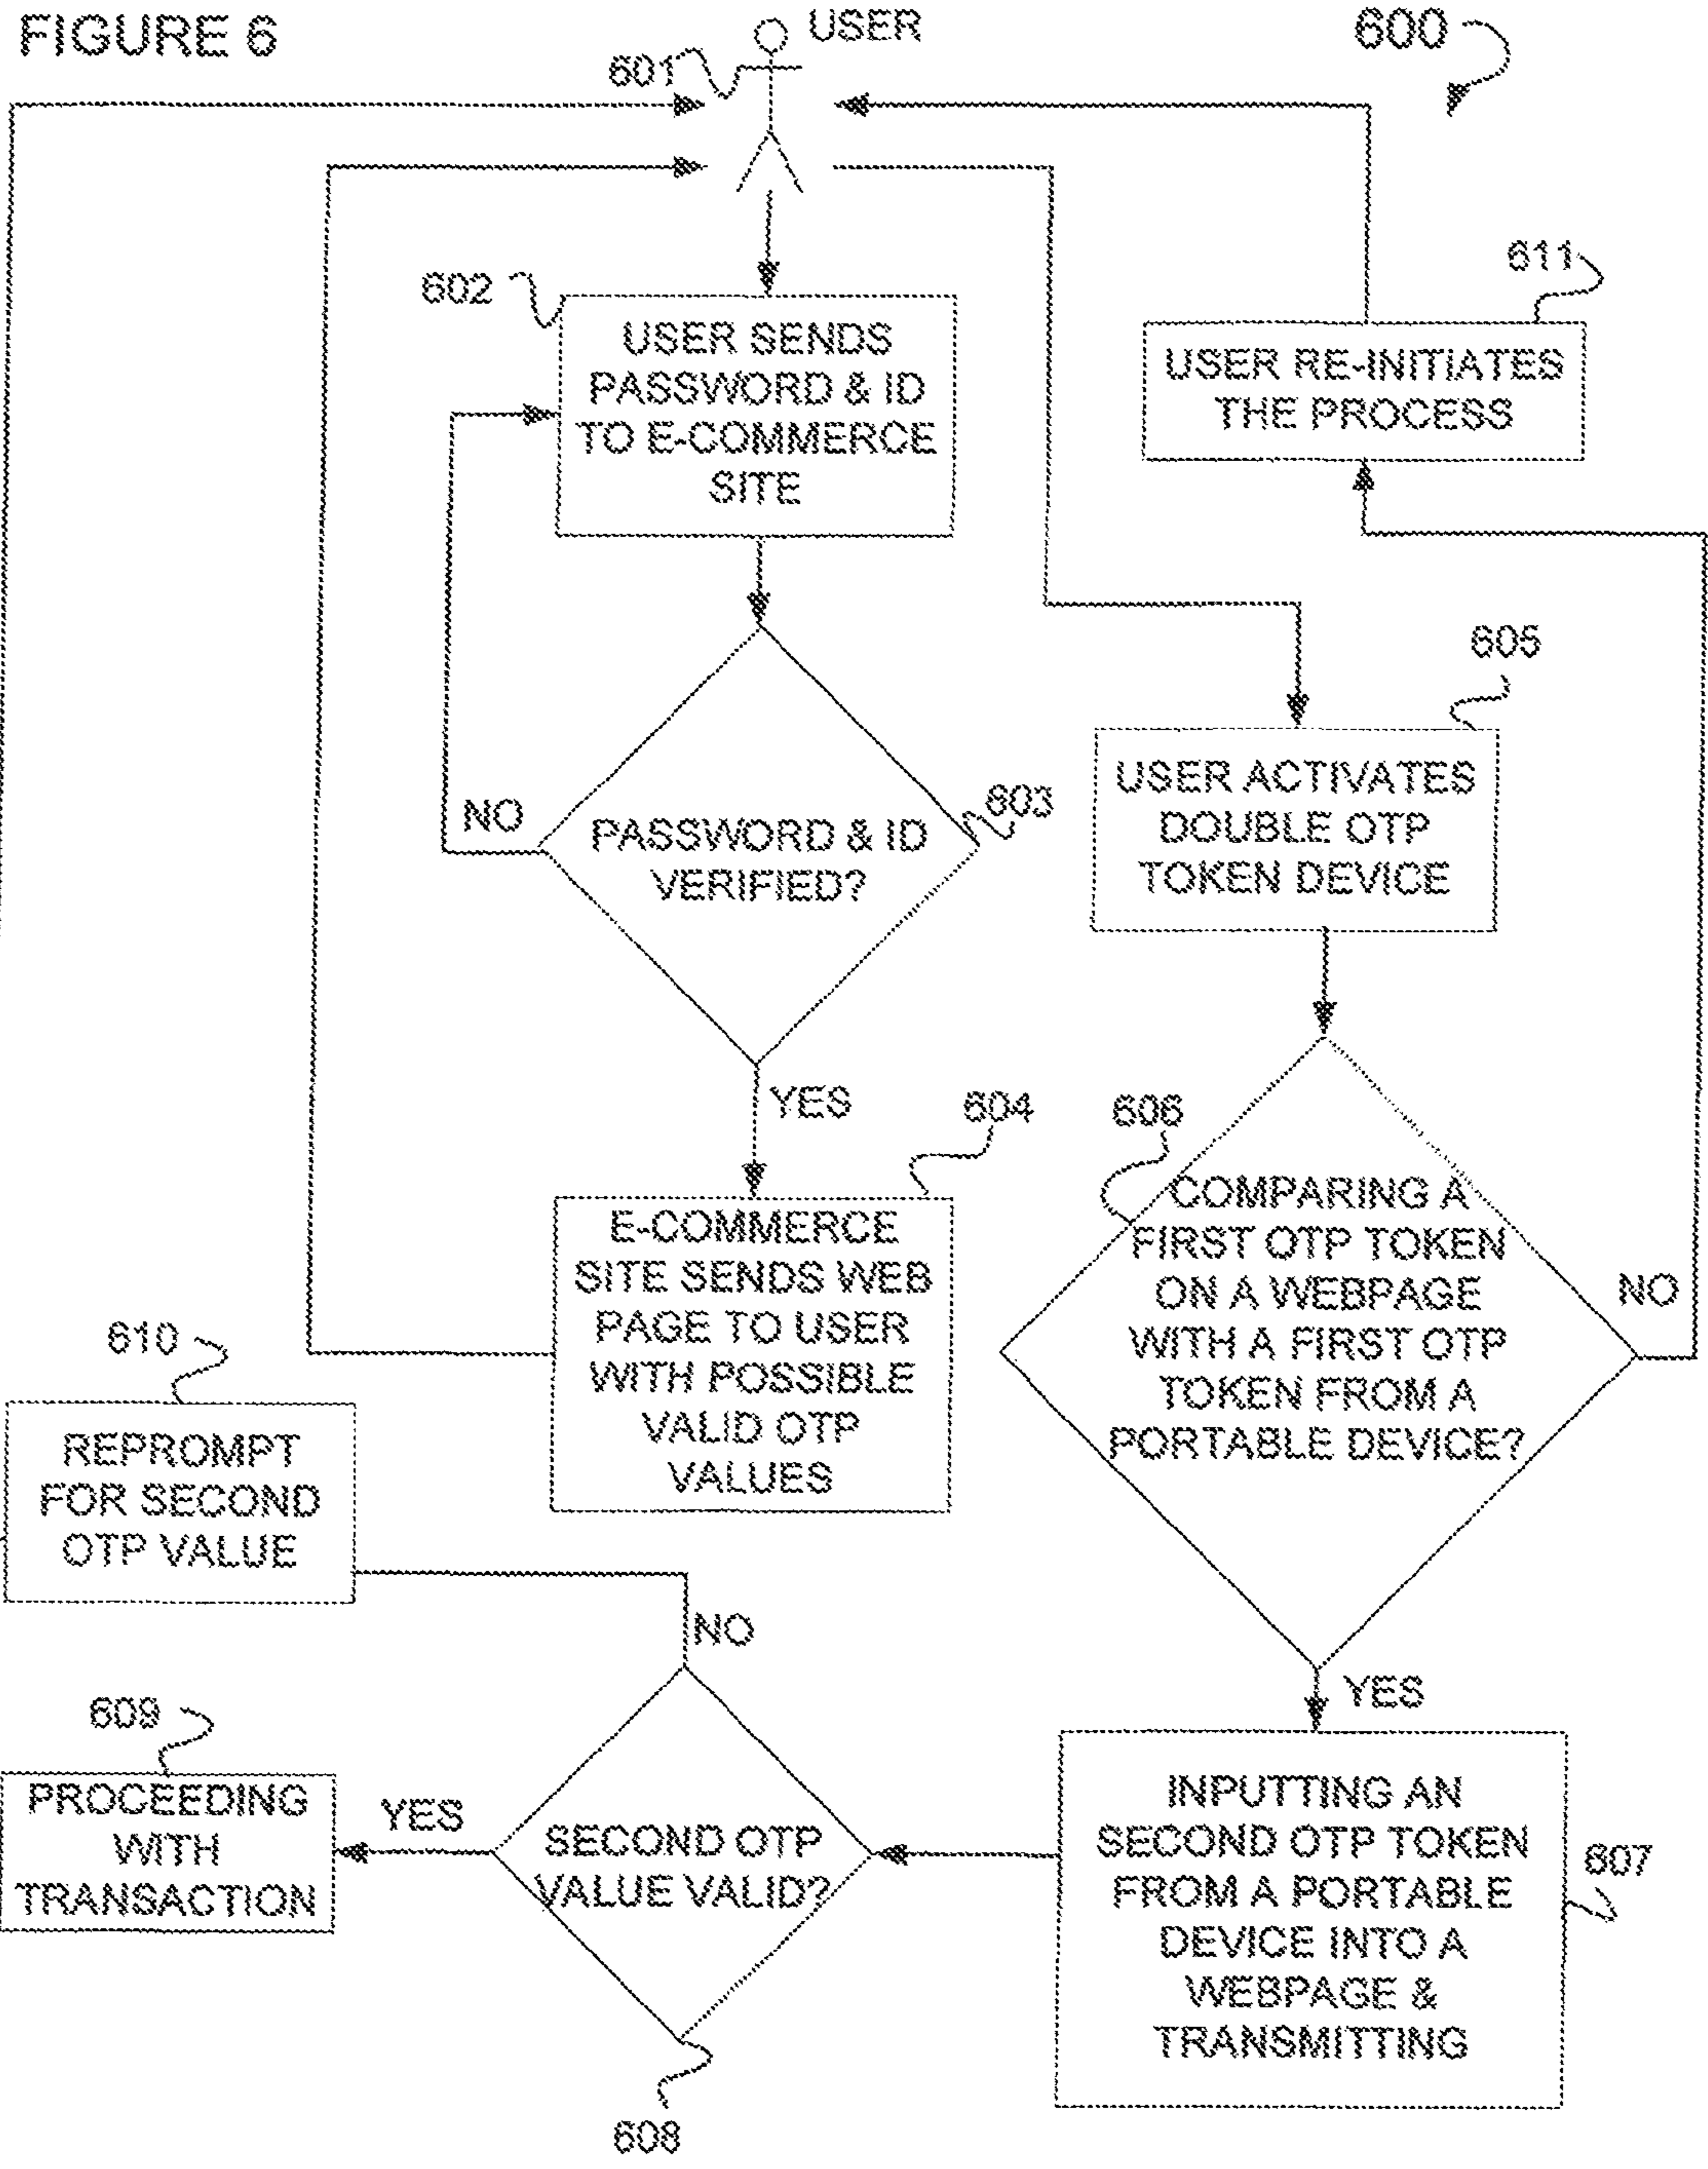 FIGURE 6
USER
600
601
602
USER SENDS
PASSWORD & ID
TO E-COMMERCE
SITE
611
USER RE-INITIATES
THE PROCESS
NO
PASSWORD & ID
VERIFIED?
603
605
USER ACTIVATES
DOUBLE OTP
TOKEN DEVICE
YES
604
E-COMMERCE
SITE SENDS WEB
PAGE TO USER
WITH POSSIBLE
VALID OTP
VALUES
606
COMPARING A
FIRST OTP TOKEN
ON A WEBPAGE
WITH A FIRST OTP
TOKEN FROM A
PORTABLE DEVICE?
NO
610
REPROMPT
FOR SECOND
OTP VALUE
NO
YES
609
PROCEEDING
WITH
TRANSACTION
YES
SECOND OTP
VALUE VALID?
608
INPUTTING AN
SECOND OTP TOKEN
FROM A PORTABLE
DEVICE INTO A
WEBPAGE &
TRANSMITTING
607